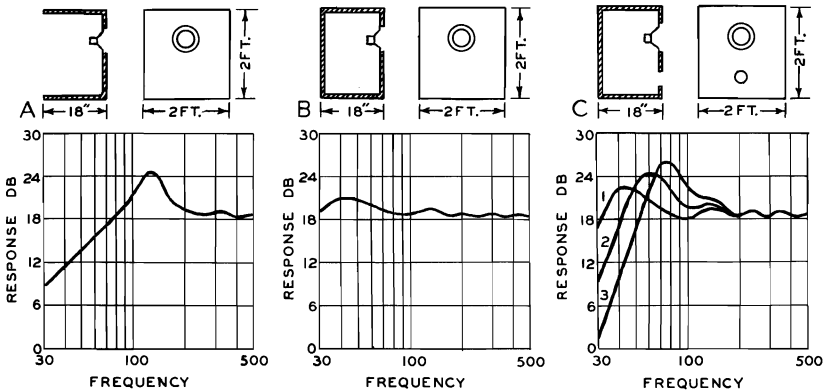 2 FT.
A
18"
2 FT.
30
24
18
12
6
0
RESPONSE DB
30
100
500
FREQUENCY
2 FT.
B
18"
2 FT.
30
24
18
12
6
0
RESPONSE DB
30
100
500
FREQUENCY
2 FT.
C
18"
2 FT.
30
24
18
12
6
0
RESPONSE DB
1
2
3
30
100
500
FREQUENCY